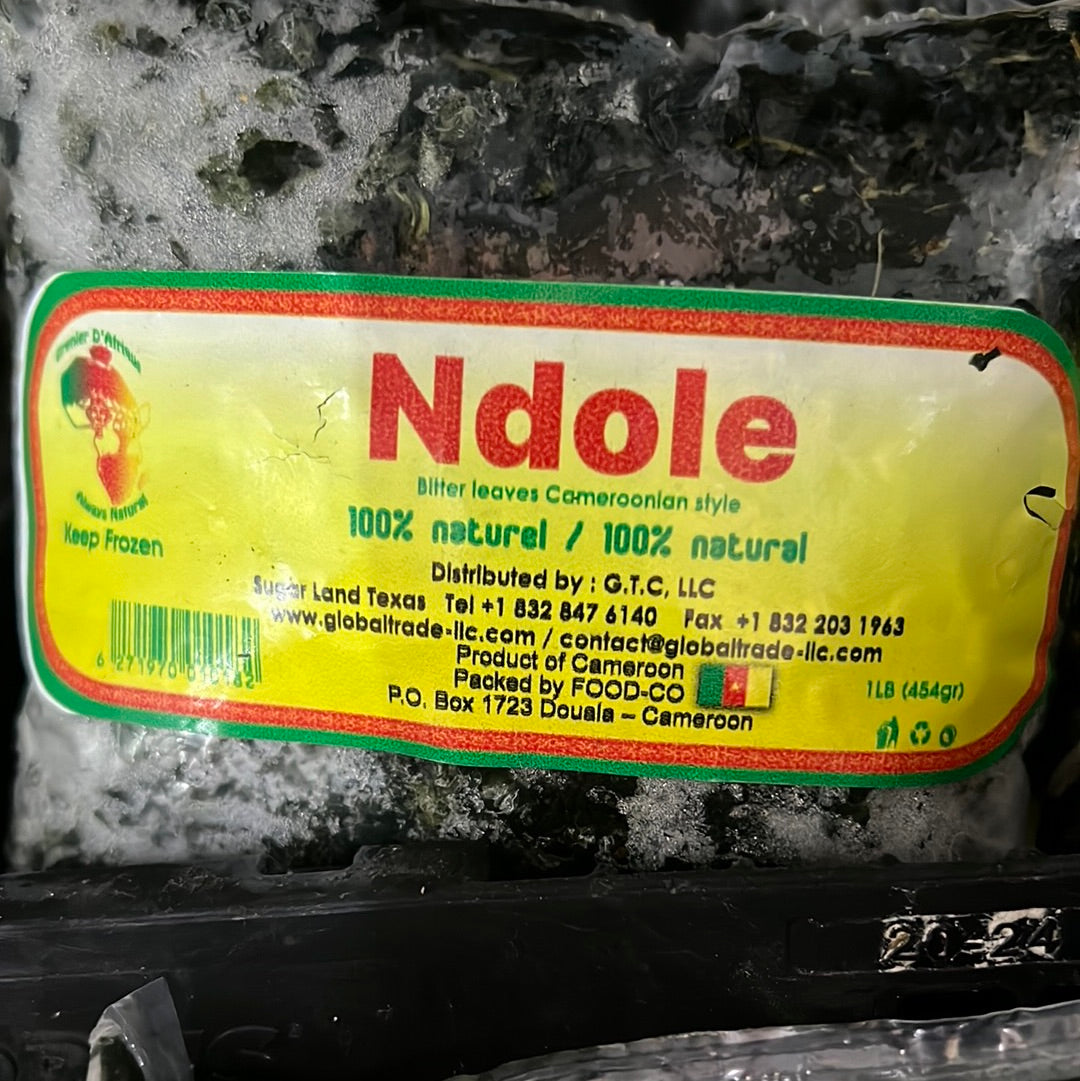 Grenier D'Afrique
Always Natural
Keep Frozen
Ndole
Bitter leaves Cameroonian style
100% naturel / 100% natural
Distributed by : G.T.C, LLC
Sugar Land Texas Tel +1 832 847 6140 Fax +1 832 203 1963
www.globaltrade-llc.com / contact@globaltrade-llc.com
Product of Cameroon
Packed by FOOD-CO
P.O. Box 1723 Douala – Cameroon
1LB (454gr)
20-24